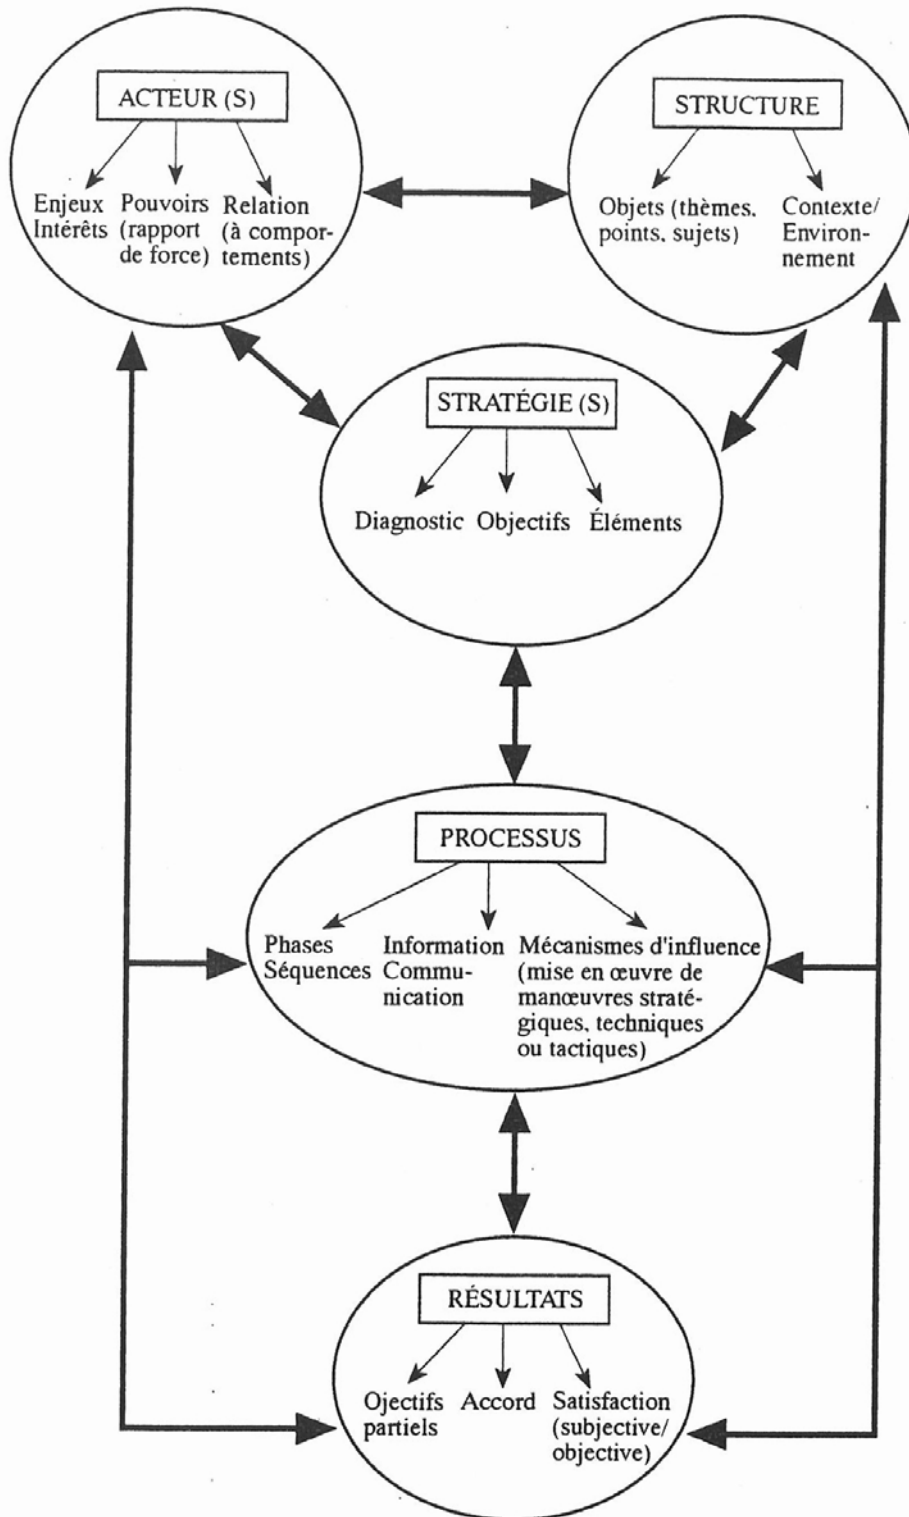 ACTEUR (S)
Enjeux
Intérêts
Pouvoirs
(rapport
de force)
Relation
(à compor-
tements)
STRUCTURE
Objets (thèmes,
points, sujets)
Contexte/
Environ-
nement
STRATÉGIE (S)
Diagnostic
Objectifs
Éléments
PROCESSUS
Phases
Séquences
Information
Commu-
nication
Mécanismes d'influence
(mise en œuvre de
manœuvres straté-
giques, techniques
ou tactiques)
RÉSULTATS
Ojectifs
partiels
Accord
Satisfaction
(subjective/
objective)